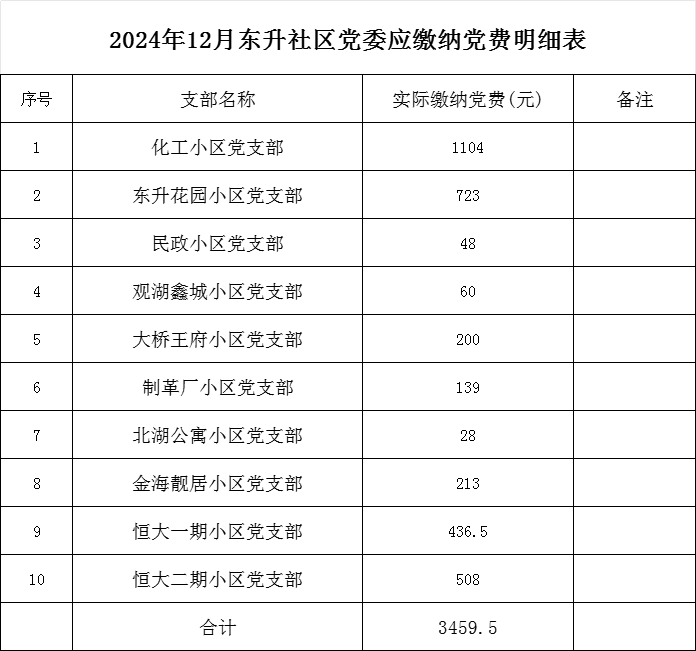 2024年12月东升社区党委应缴纳党费明细表
序号 支部名称 实际缴纳党费(元) 备注
1 化工小区党支部 1104
2 东升花园小区党支部 723
3 民政小区党支部 48
4 观湖鑫城小区党支部 60
5 大桥王府小区党支部 200
6 制革厂小区党支部 139
7 北湖公寓小区党支部 28
8 金海靓居小区党支部 213
9 恒大一期小区党支部 436.5
10 恒大二期小区党支部 508
合计 3459.5